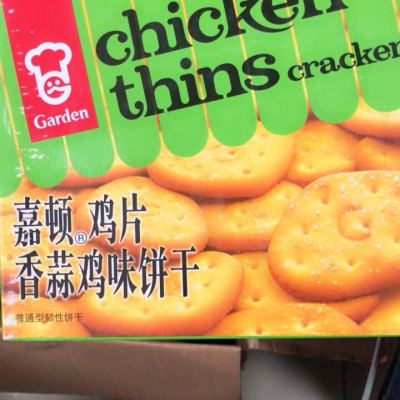 chicken
thins cracker
Garden
嘉顿®鸡片
香蒜鸡味饼干
普通型韧性饼干